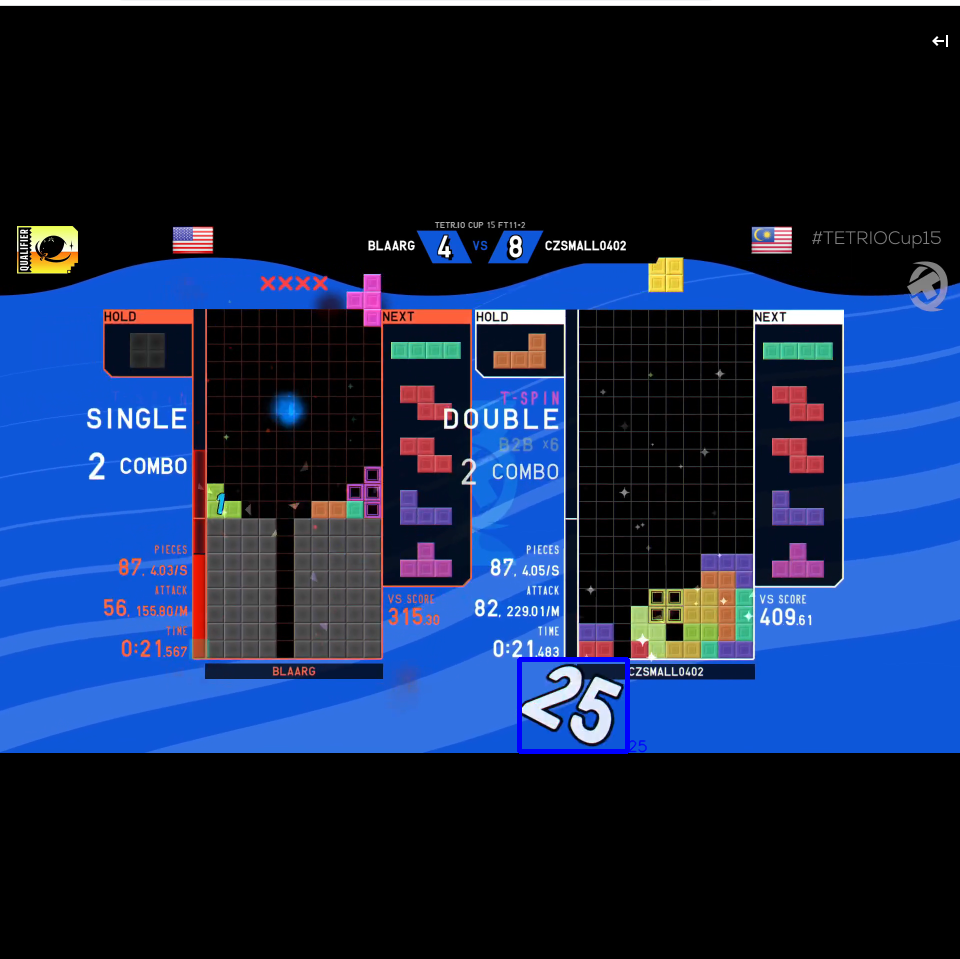 TETR.IO CUP 15 FT11-2
QUALIFIER
BLAARG 4 VS 8 CZSMALL0402
#TETRIOCup15
HOLD
NEXT
HOLD
NEXT
SINGLE
2 COMBO
T-SPIN
DOUBLE
B2B x6
2 COMBO
1
PIECES
87, 4.03/S
ATTACK
56, 155.80/M
TIME
0:21.567
VS SCORE
315.30
PIECES
87, 4.05/S
ATTACK
82, 229.01/M
TIME
0:21.483
VS SCORE
409.61
BLAARG
CZSMALL0402
25
25